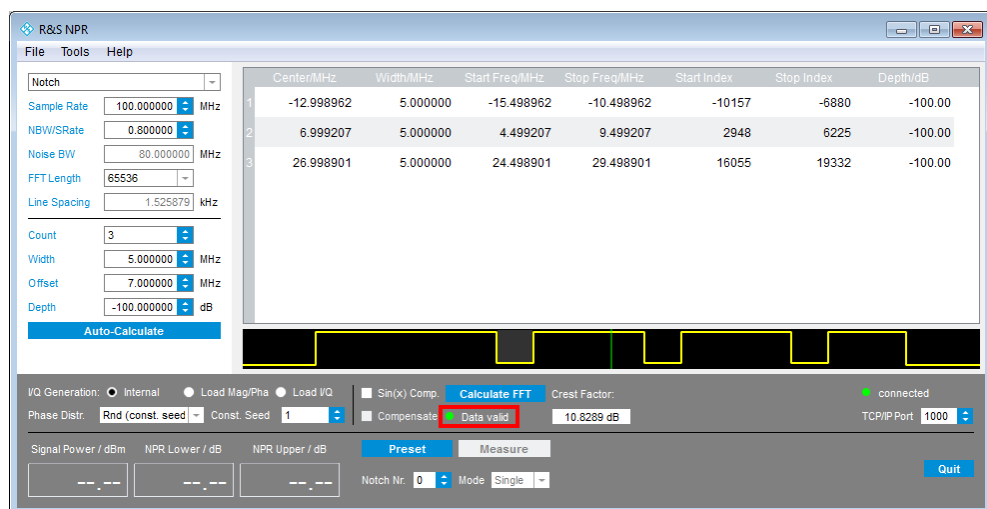 R&S NPR
File Tools Help
Notch
Sample Rate 100.000000 MHz
NBW/SRate 0.800000
Noise BW 80.000000 MHz
FFT Length 65536
Line Spacing 1.525879 kHz
Count 3
Width 5.000000 MHz
Offset 7.000000 MHz
Depth -100.000000 dB
Auto-Calculate
Center/MHz Width/MHz Start Freq/MHz Stop Freq/MHz Start Index Stop Index Depth/dB
1 -12.998962 5.000000 -15.498962 -10.498962 -10157 -6880 -100.00
2 6.999207 5.000000 4.499207 9.499207 2948 6225 -100.00
3 26.998901 5.000000 24.498901 29.498901 16055 19332 -100.00
I/Q Generation: Internal Load Mag/Pha Load I/Q Sin(x) Comp. Calculate FFT Crest Factor: connected
Phase Distr. Rnd (const. seed Const. Seed 1 Compensate Data valid 10.8289 dB TCP/IP Port 1000
Signal Power / dBm NPR Lower / dB NPR Upper / dB Preset Measure
--.-- --.-- --.-- Notch Nr. 0 Mode Single Quit